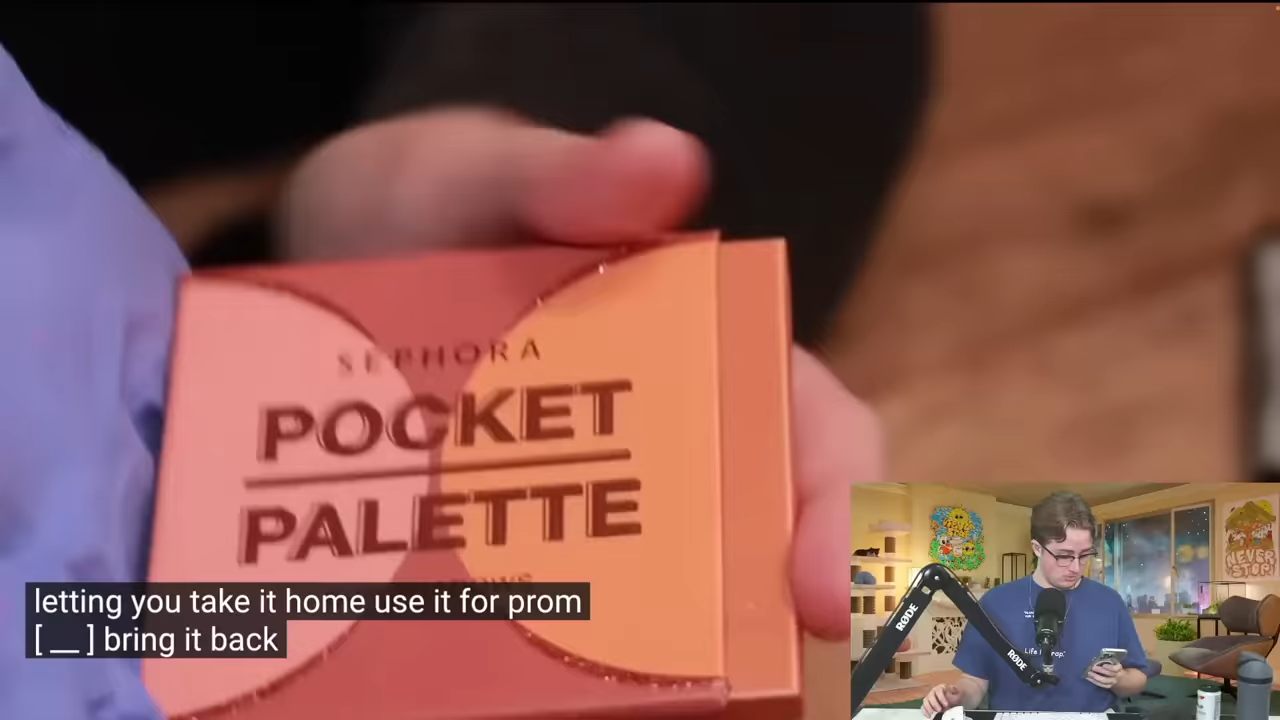 SEPHORA
POCKET
PALETTE
letting you take it home use it for prom
[ __ ] bring it back
RØDE
RØDE
NEVER
STOP!